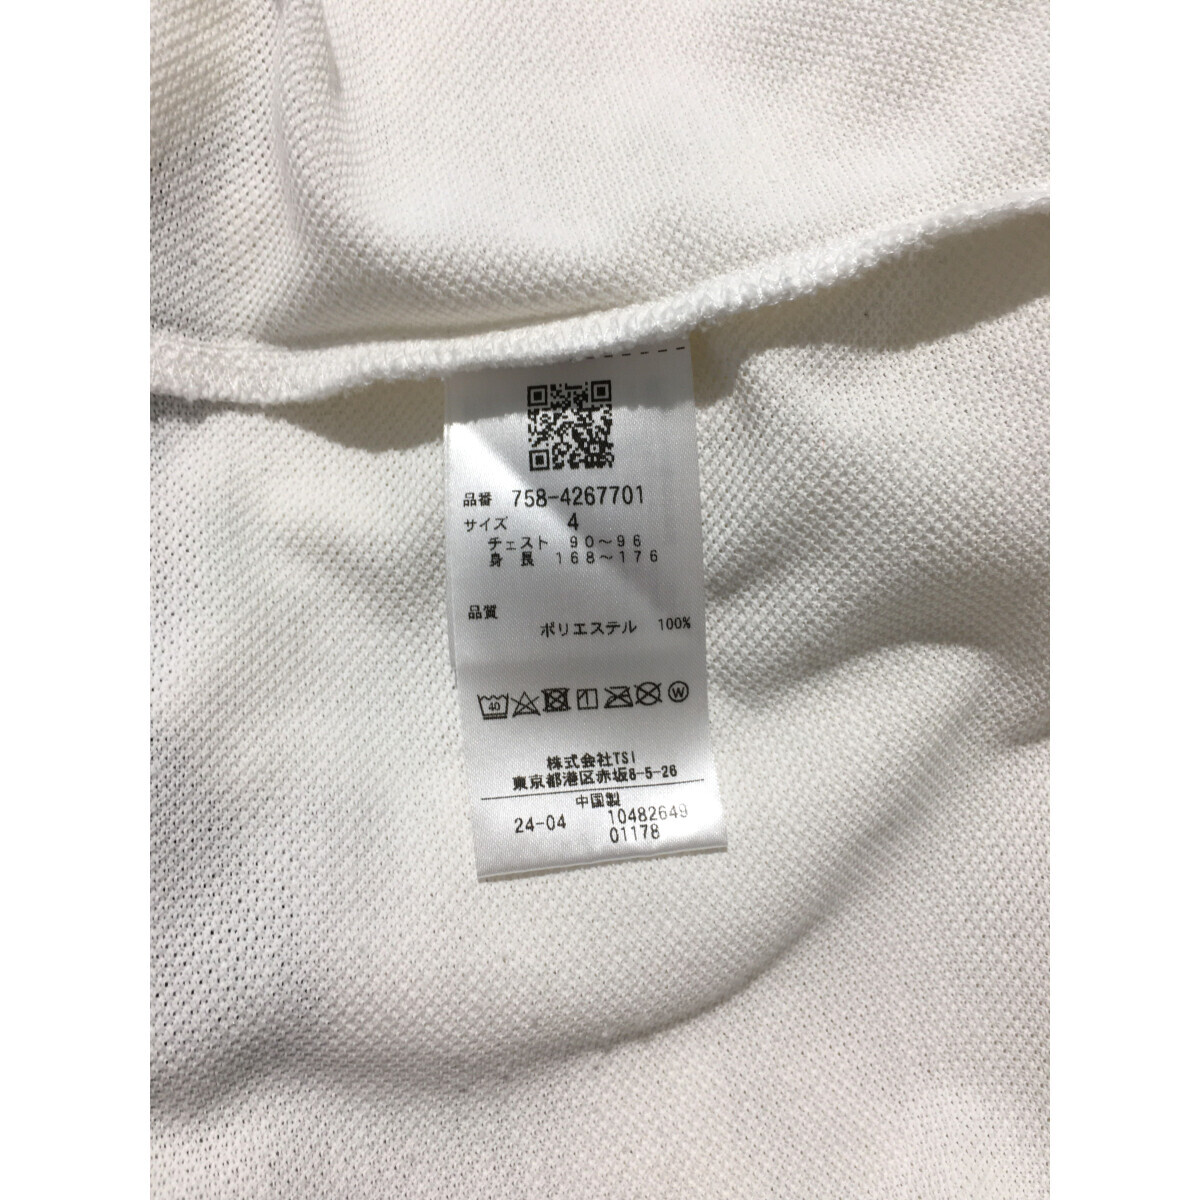 品番 758-4267701
サイズ 4
チェスト 90～96
身長 168～176
品質
ポリエステル 100%
40
W
株式会社TSI
東京都港区赤坂8-5-26
中国製
24-04 10482649
01178